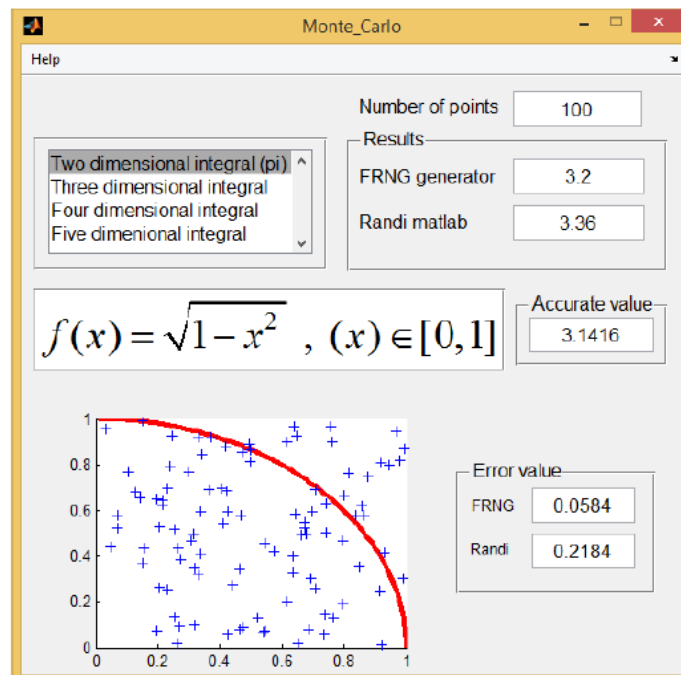 Monte_Carlo
Help
Number of points 100
Two dimensional integral (pi)
Three dimensional integral
Four dimensional integral
Five dimenional integral
Results
FRNG generator 3.2
Randi matlab 3.36
f(x) = √1−x² , (x)∈[0,1]
Accurate value
3.1416
1
0.8
0.6
0.4
0.2
0
0 0.2 0.4 0.6 0.8 1
Error value
FRNG 0.0584
Randi 0.2184